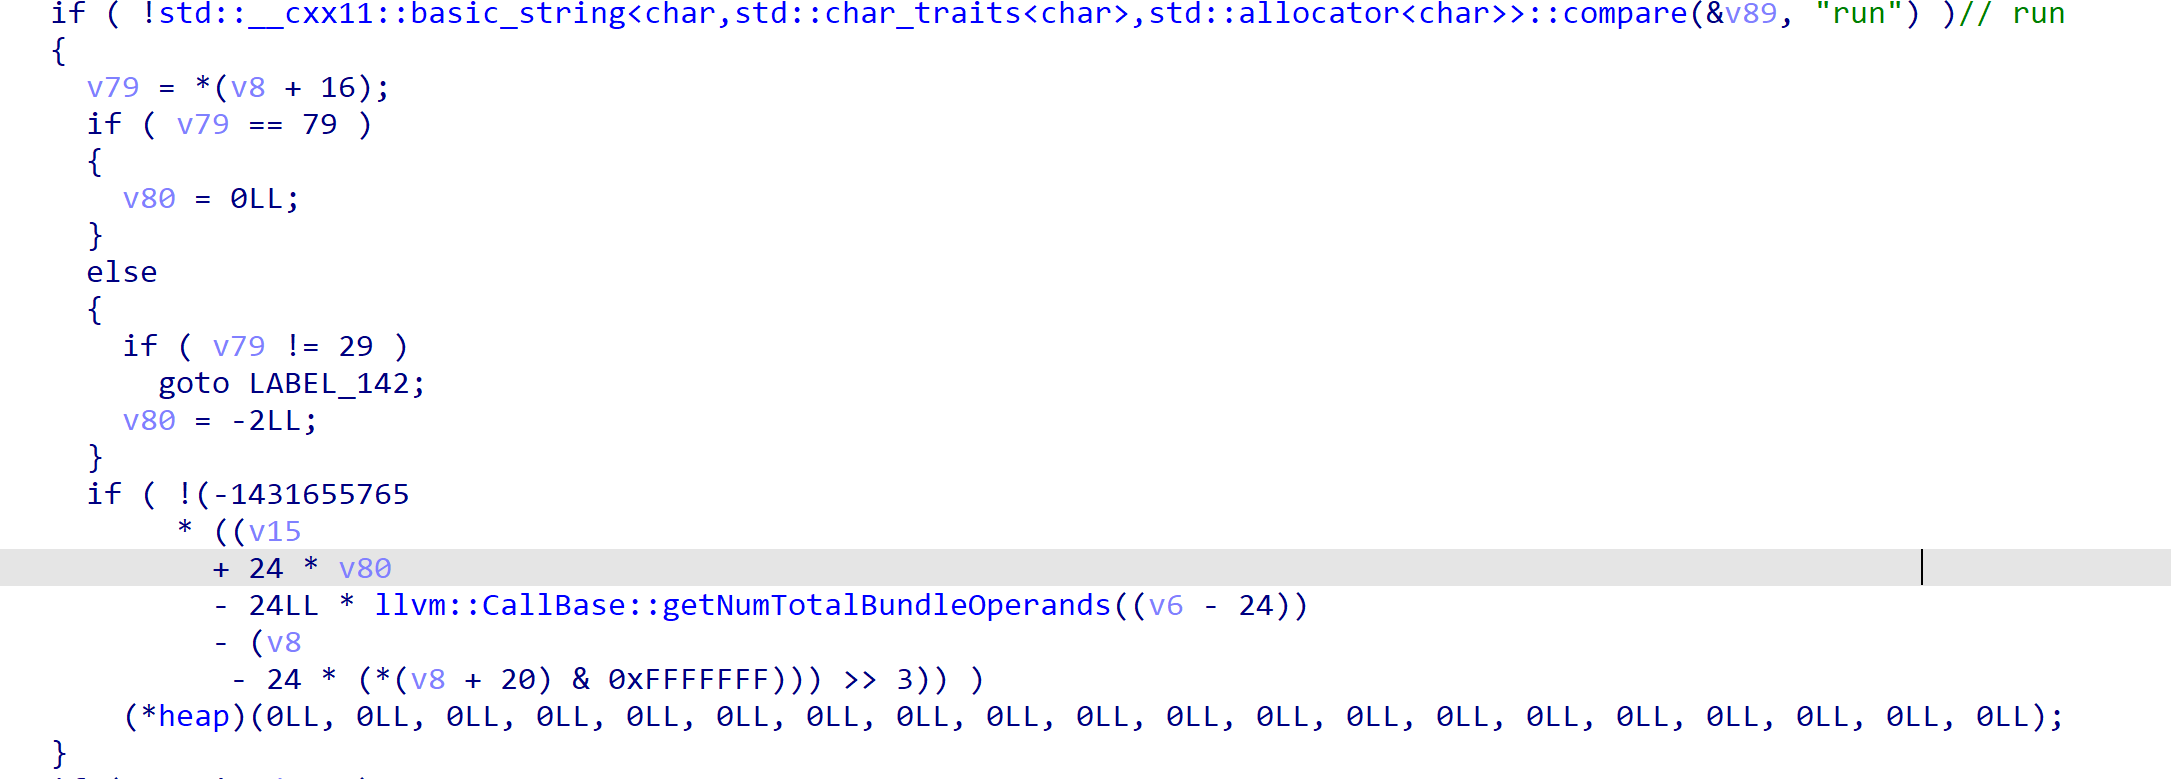 if ( !std::__cxx11::basic_string<char,std::char_traits<char>,std::allocator<char>>::compare(&v89, "run") )// run
{
v79 = *(v8 + 16);
if ( v79 == 79 )
{
v80 = 0LL;
}
else
{
if ( v79 != 29 )
goto LABEL_142;
v80 = -2LL;
}
if ( !(-1431655765
* ((v15
+ 24 * v80
- 24LL * llvm::CallBase::getNumTotalBundleOperands((v6 - 24))
- (v8
- 24 * (*(v8 + 20) & 0xFFFFFFF))) >> 3)) )
(*heap)(0LL, 0LL, 0LL, 0LL, 0LL, 0LL, 0LL, 0LL, 0LL, 0LL, 0LL, 0LL, 0LL, 0LL, 0LL, 0LL, 0LL, 0LL, 0LL, 0LL);
}